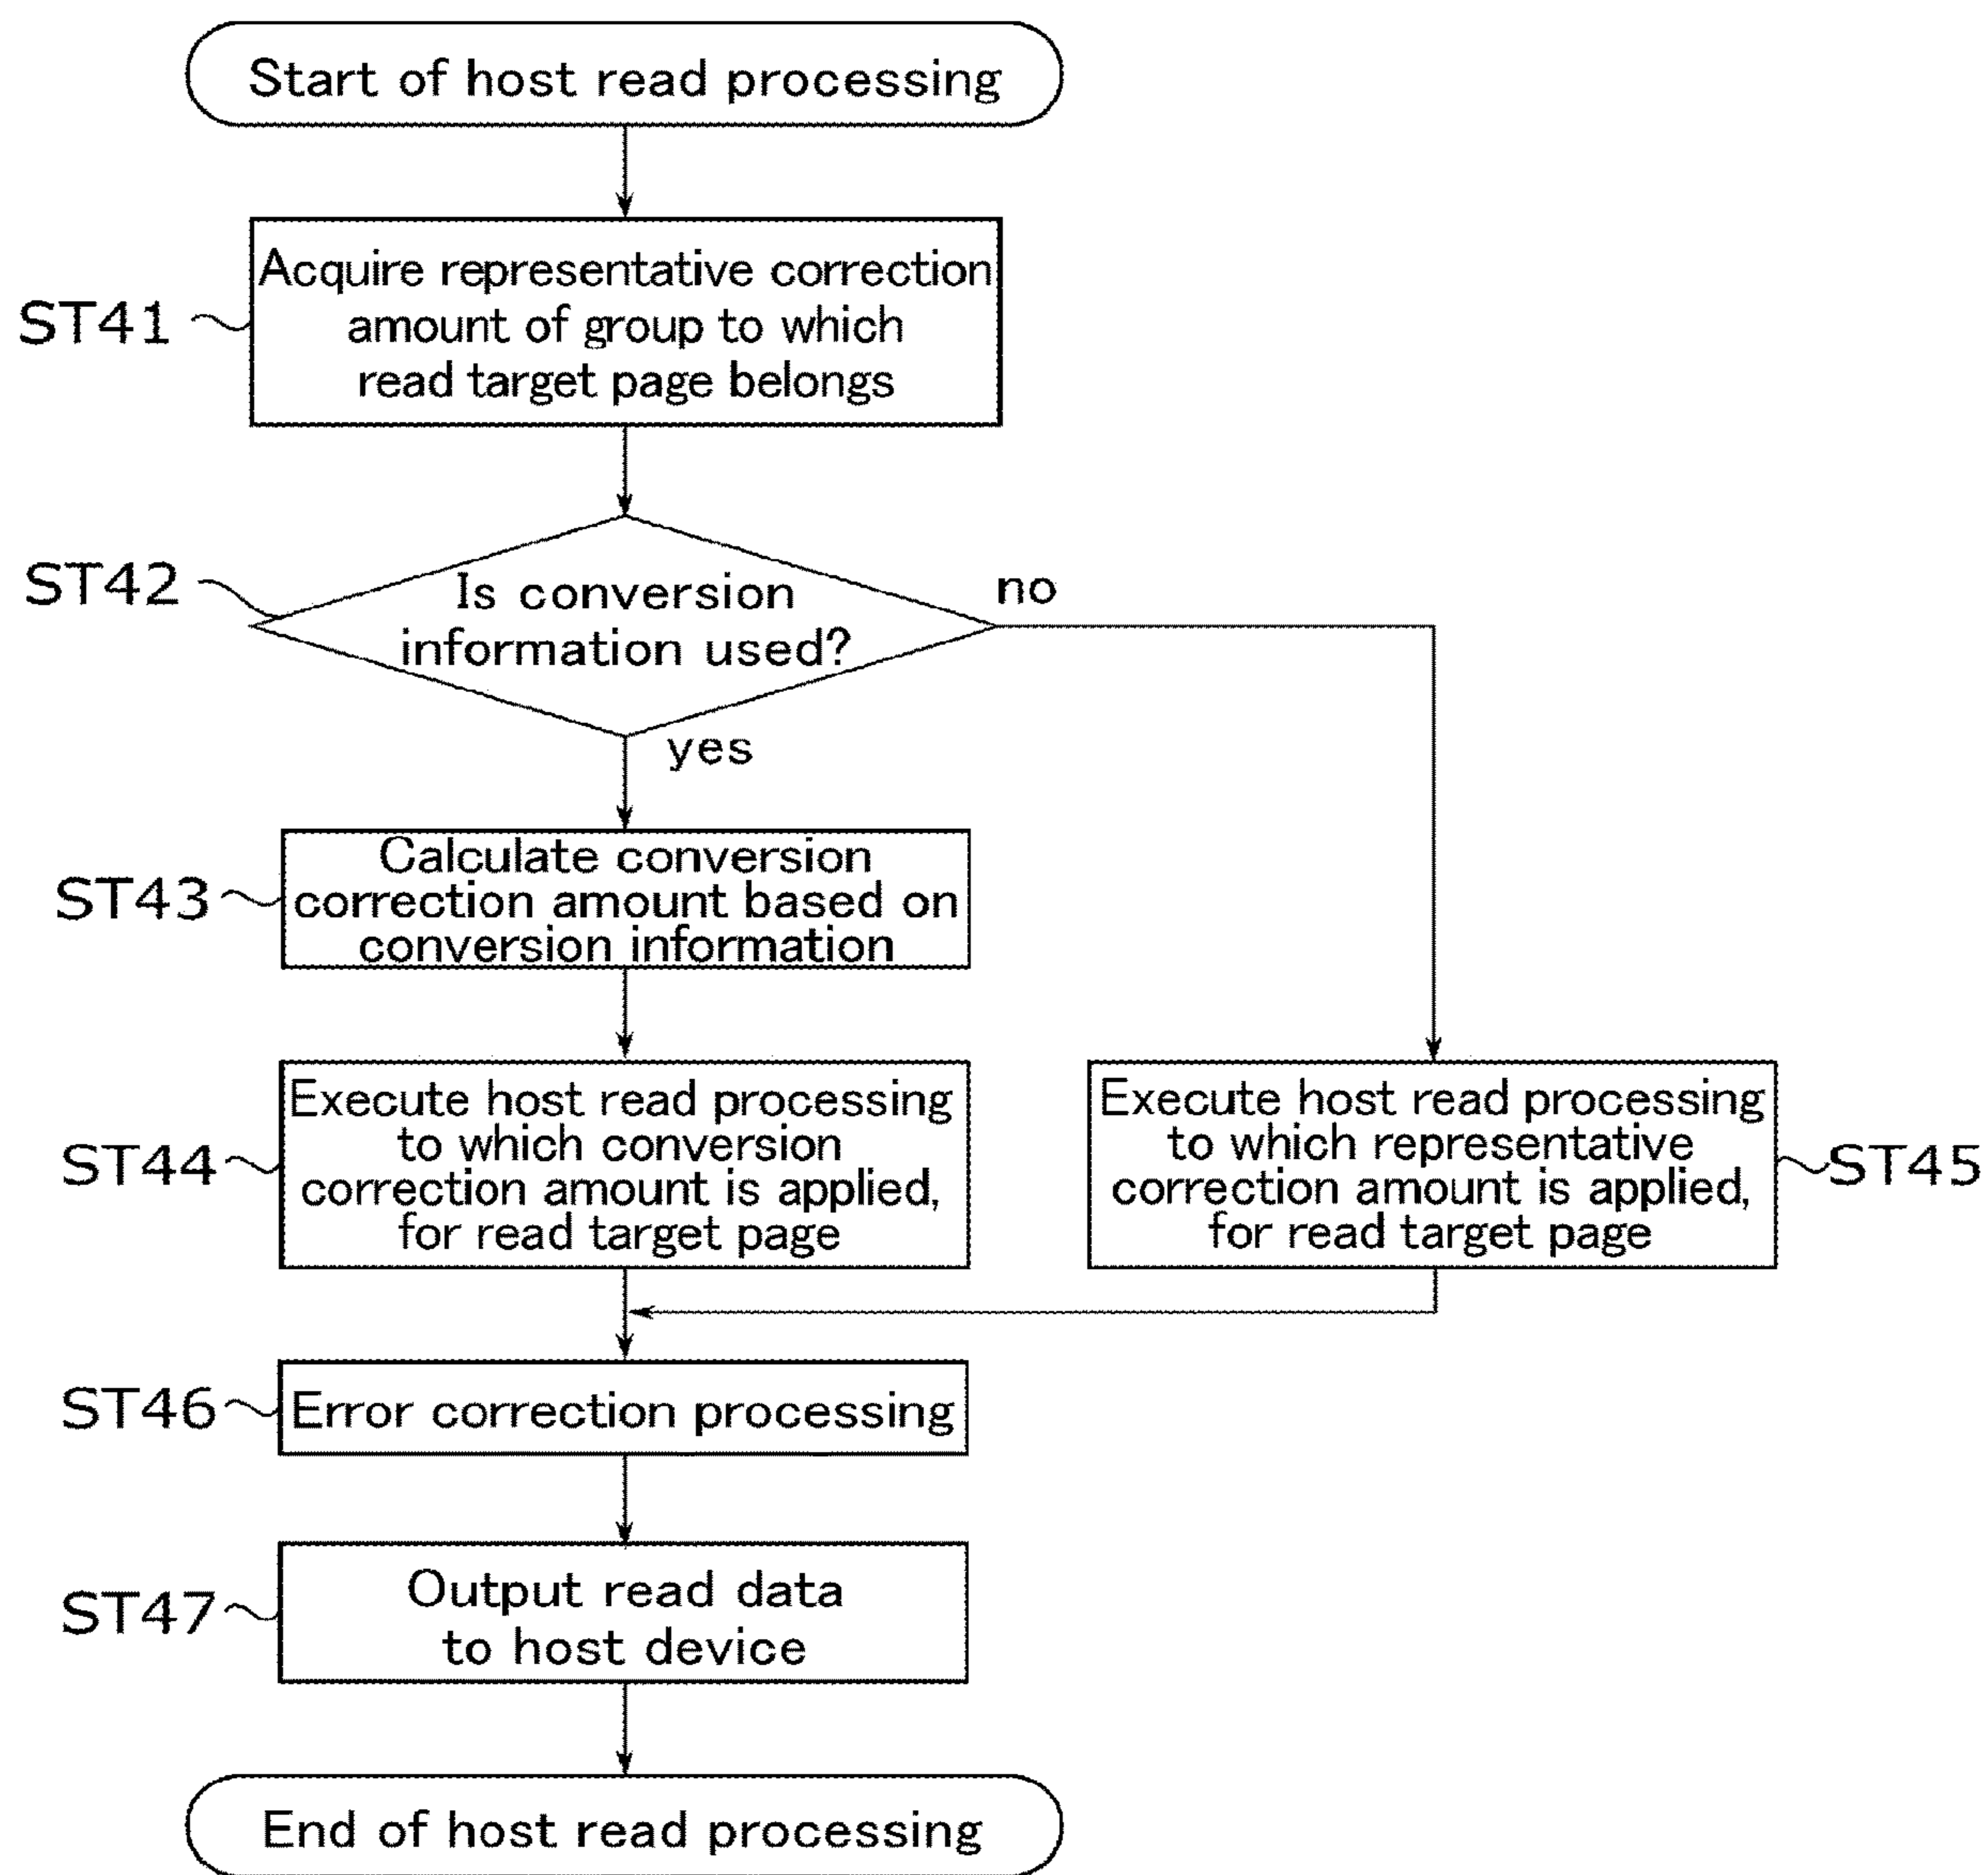 Start of host read processing
ST41
Acquire representative correction
amount of group to which
read target page belongs
ST42
Is conversion
information used?
no
yes
ST43
Calculate conversion
correction amount based on
conversion information
ST44
Execute host read processing
to which conversion
correction amount is applied,
for read target page
Execute host read processing
to which representative
correction amount is applied,
for read target page
ST45
ST46
Error correction processing
ST47
Output read data
to host device
End of host read processing